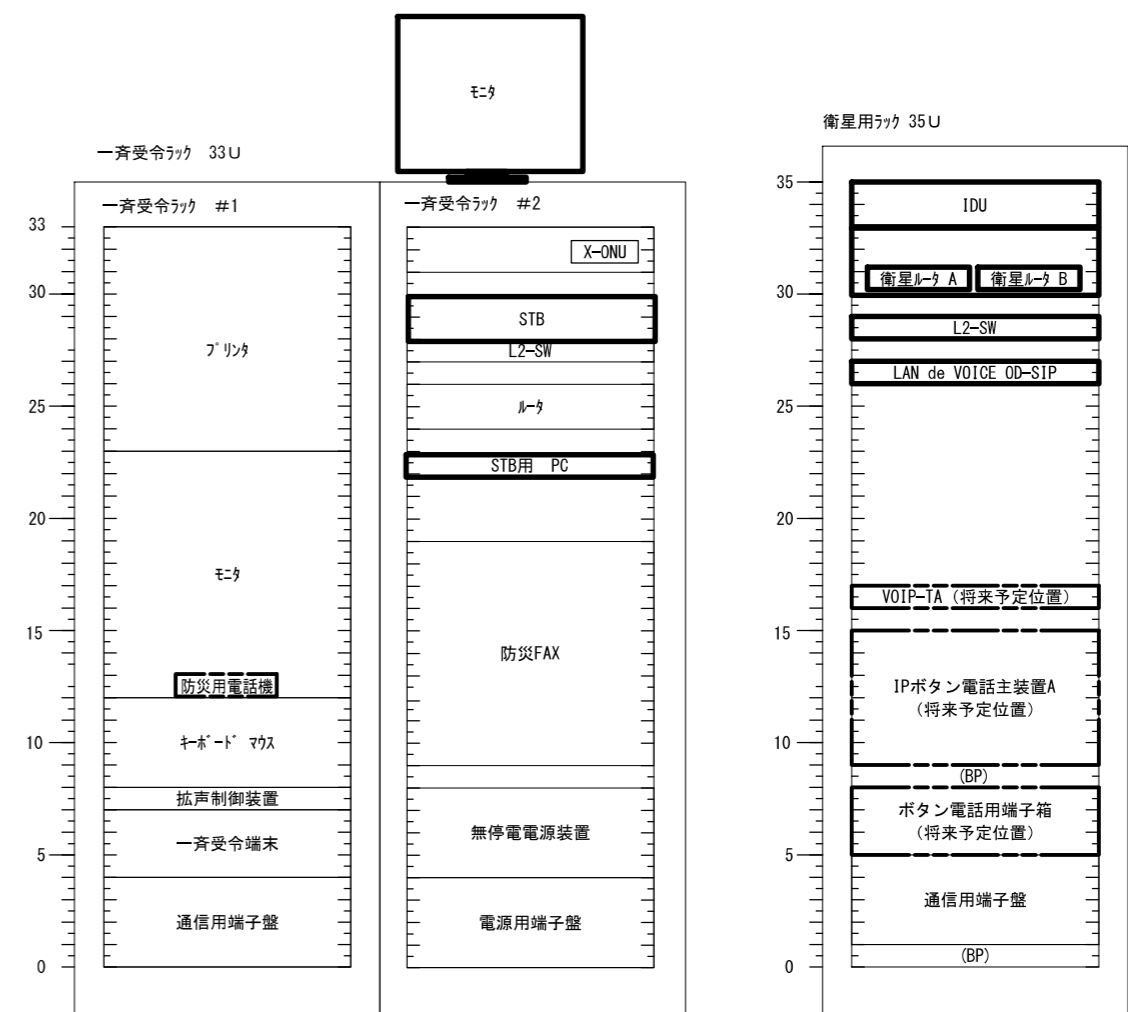 モニタ
一斉受令ラック 33U
衛星用ラック 35U
一斉受令ラック #1
33
30
25
20
15
10
5
0
プリンタ
モニタ
防災用電話機
キーボード マウス
拡声制御装置
一斉受令端末
通信用端子盤
一斉受令ラック #2
X-ONU
STB
L2-SW
ルータ
STB用 PC
防災FAX
無停電電源装置
電源用端子盤
35
30
25
20
15
10
5
0
IDU
衛星ルータ A 衛星ルータ B
L2-SW
LAN de VOICE OD-SIP
VOIP-TA (将来予定位置)
IPボタン電話主装置A
(将来予定位置)
(BP)
ボタン電話用端子箱
(将来予定位置)
通信用端子盤
(BP)